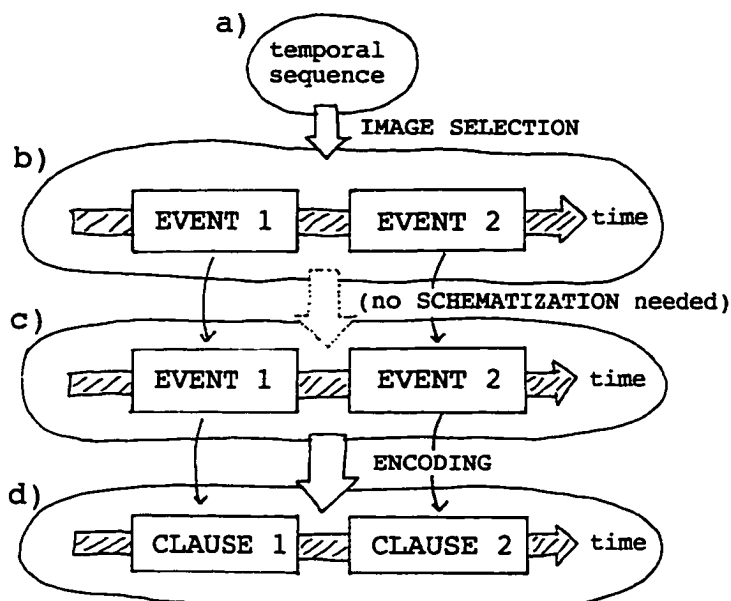 a)
temporal
sequence
IMAGE SELECTION
b)
EVENT 1 EVENT 2 time
(no SCHEMATIZATION needed)
c)
EVENT 1 EVENT 2 time
ENCODING
d)
CLAUSE 1 CLAUSE 2 time